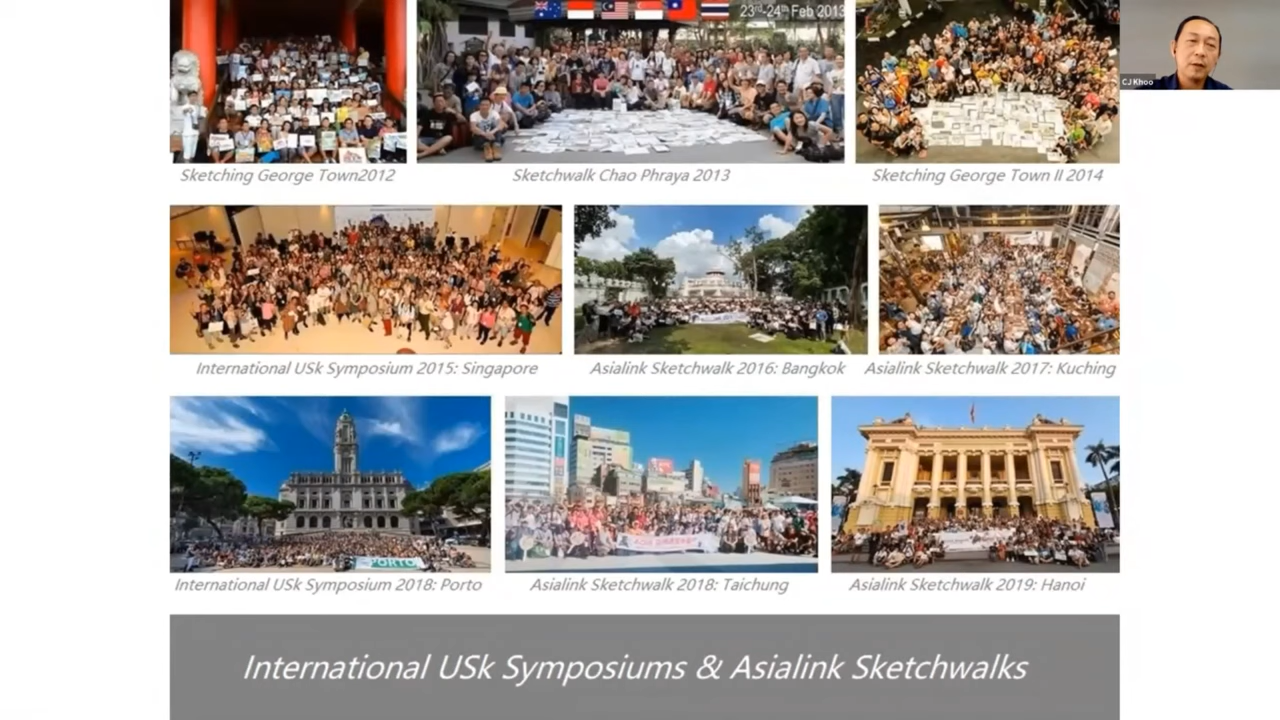 23rd-24th Feb 2013
CJ Khoo
Sketching George Town2012
Sketchwalk Chao Phraya 2013
Sketching George Town II 2014
International USk Symposium 2015: Singapore
Asialink Sketchwalk 2016: Bangkok
Asialink Sketchwalk 2017: Kuching
PORTO
International USk Symposium 2018: Porto
Asialink Sketchwalk 2018: Taichung
Asialink Sketchwalk 2019: Hanoi
International USk Symposiums & Asialink Sketchwalks